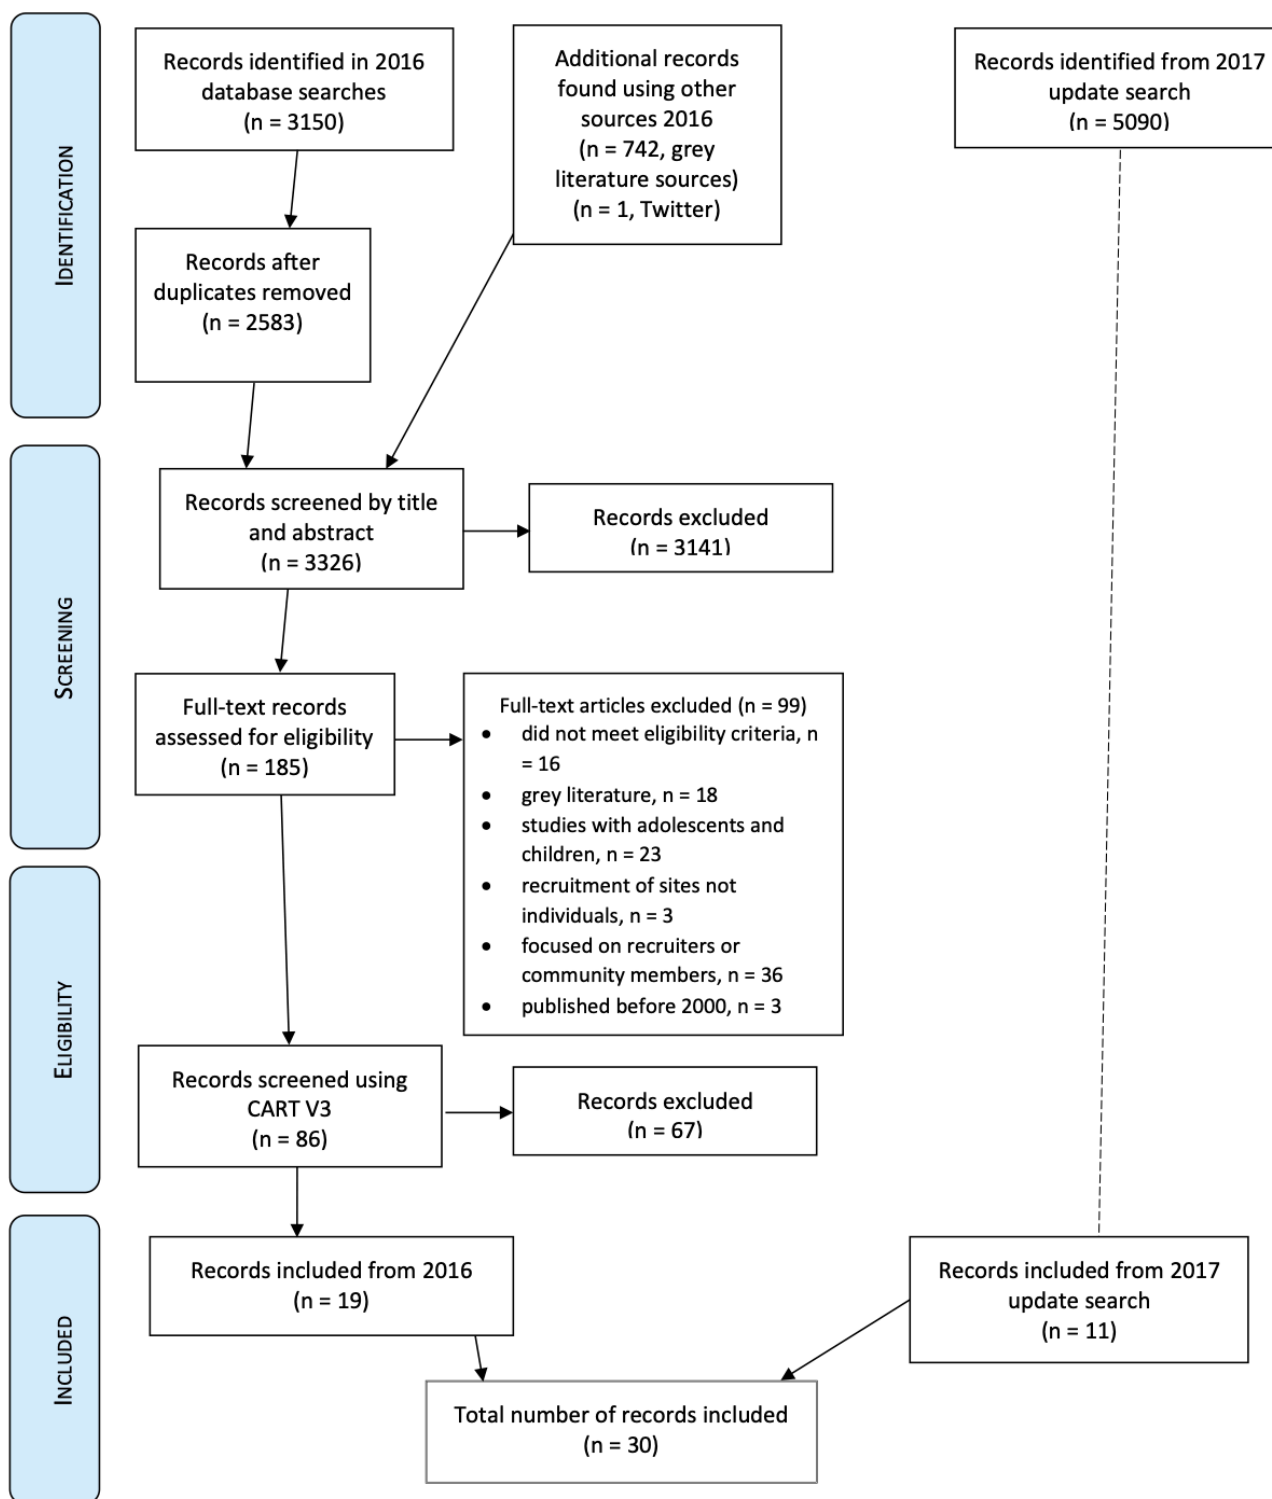 IDENTIFICATION
Records identified in 2016
database searches
(n = 3150)
Additional records
found using other
sources 2016
(n = 742, grey
literature sources)
(n = 1, Twitter)
Records identified from 2017
update search
(n = 5090)
Records after
duplicates removed
(n = 2583)
SCREENING
Records screened by title
and abstract
(n = 3326)
Records excluded
(n = 3141)
Full-text records
assessed for eligibility
(n = 185)
Full-text articles excluded (n = 99)
• did not meet eligibility criteria, n
= 16
• grey literature, n = 18
• studies with adolescents and
children, n = 23
• recruitment of sites not
individuals, n = 3
• focused on recruiters or
community members, n = 36
• published before 2000, n = 3
ELIGIBILITY
Records screened using
CART V3
(n = 86)
Records excluded
(n = 67)
INCLUDED
Records included from 2016
(n = 19)
Records included from 2017
update search
(n = 11)
Total number of records included
(n = 30)